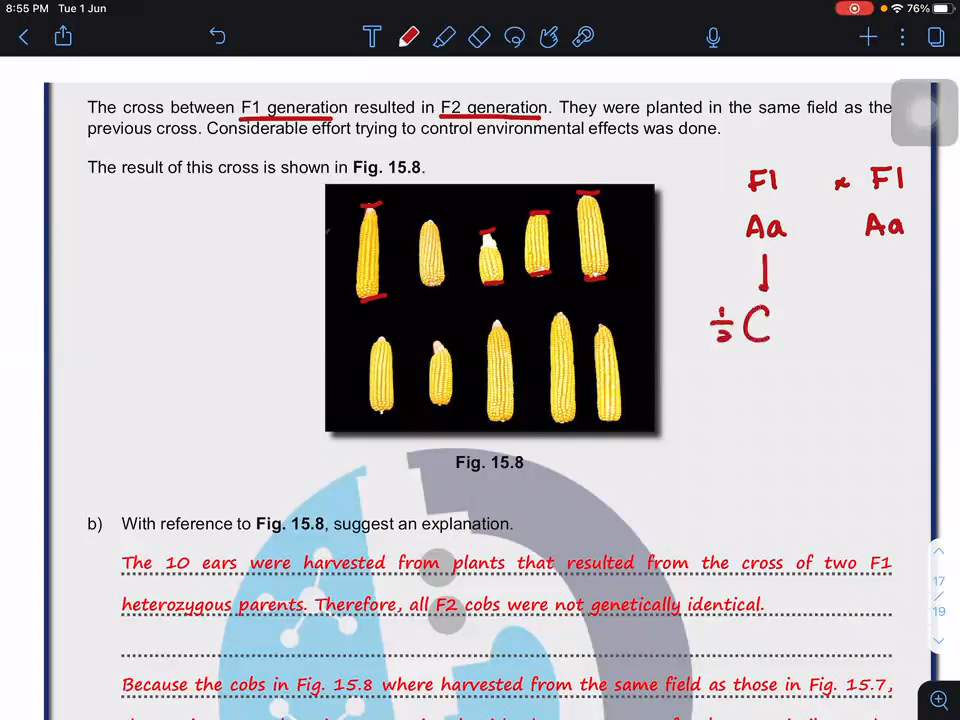 8:55 PM Tue 1 Jun
76%
The cross between F1 generation resulted in F2 generation. They were planted in the same field as the
previous cross. Considerable effort trying to control environmental effects was done.
The result of this cross is shown in Fig. 15.8.
F1 x F1
Aa Aa
1/2 C
Fig. 15.8
b) With reference to Fig. 15.8, suggest an explanation.
The 10 ears were harvested from plants that resulted from the cross of two F1
heterozygous parents. Therefore, all F2 cobs were not genetically identical.
17
/
19
Because the cobs in Fig. 15.8 where harvested from the same field as those in Fig. 15.7,